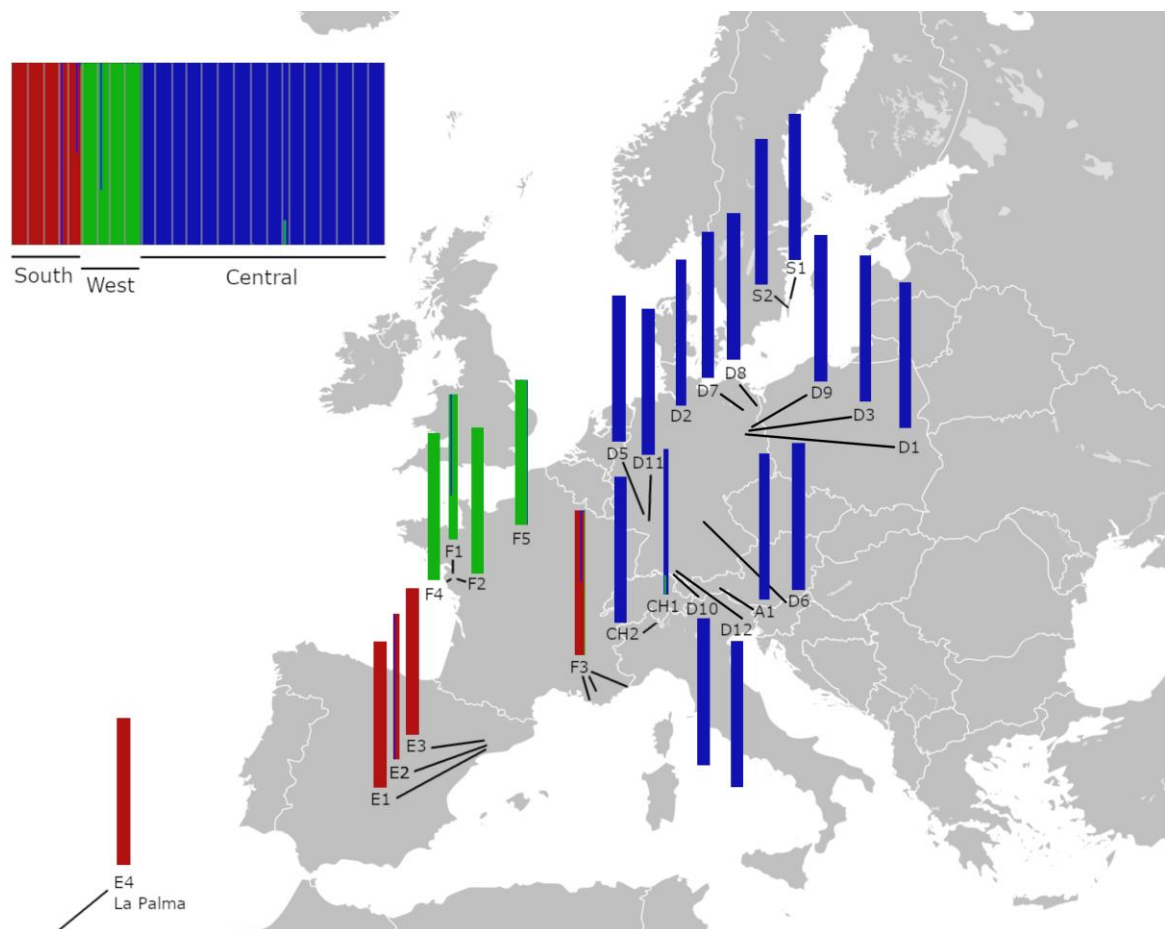 South
West
Central
S1
S2
D8
D7
D9
D2
D3
D1
D5
D11
F5
F1
F4
F2
CH1
D10
D6
A1
D12
CH2
F3
E3
E2
E1
E4
La Palma